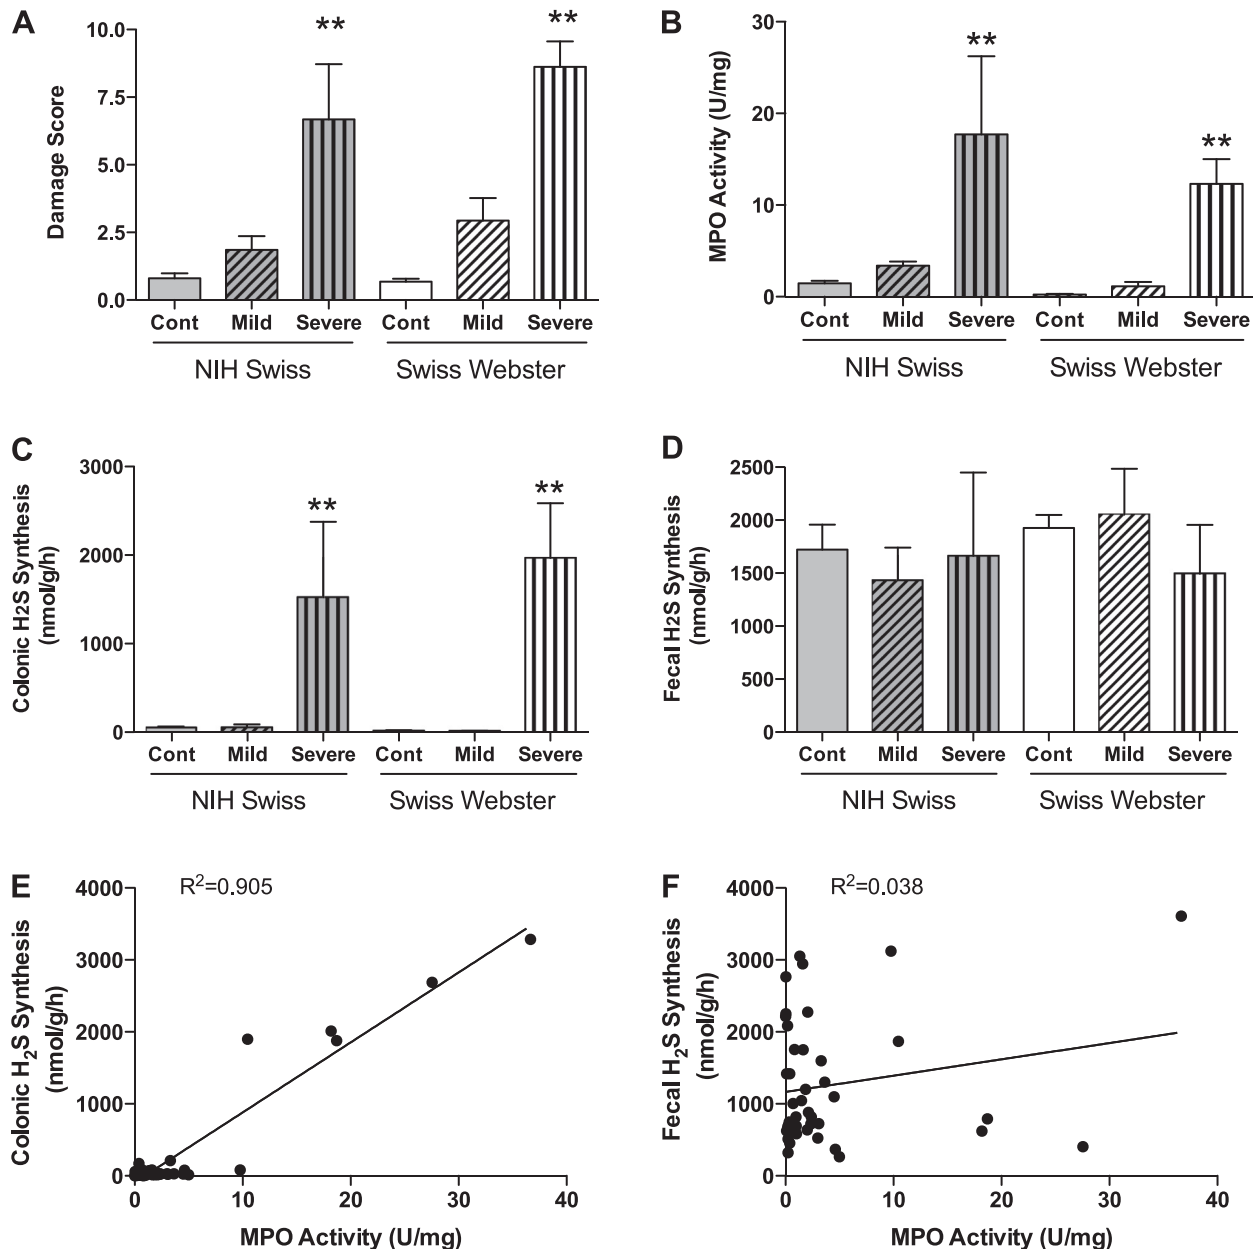 A
Damage Score
10.0
7.5
5.0
2.5
0.0
**
**
Cont Mild Severe Cont Mild Severe
NIH Swiss Swiss Webster
B
MPO Activity (U/mg)
30
20
10
0
**
**
Cont Mild Severe Cont Mild Severe
NIH Swiss Swiss Webster
C
Colonic H2S Synthesis
(nmol/g/h)
3000
2000
1000
0
**
**
Cont Mild Severe Cont Mild Severe
NIH Swiss Swiss Webster
D
Fecal H2S Synthesis
(nmol/g/h)
2500
2000
1500
1000
500
0
Cont Mild Severe Cont Mild Severe
NIH Swiss Swiss Webster
E
R²=0.905
Colonic H₂S Synthesis
(nmol/g/h)
4000
3000
2000
1000
0
0 10 20 30 40
MPO Activity (U/mg)
F
R²=0.038
Fecal H₂S Synthesis
(nmol/g/h)
4000
3000
2000
1000
0
0 10 20 30 40
MPO Activity (U/mg)